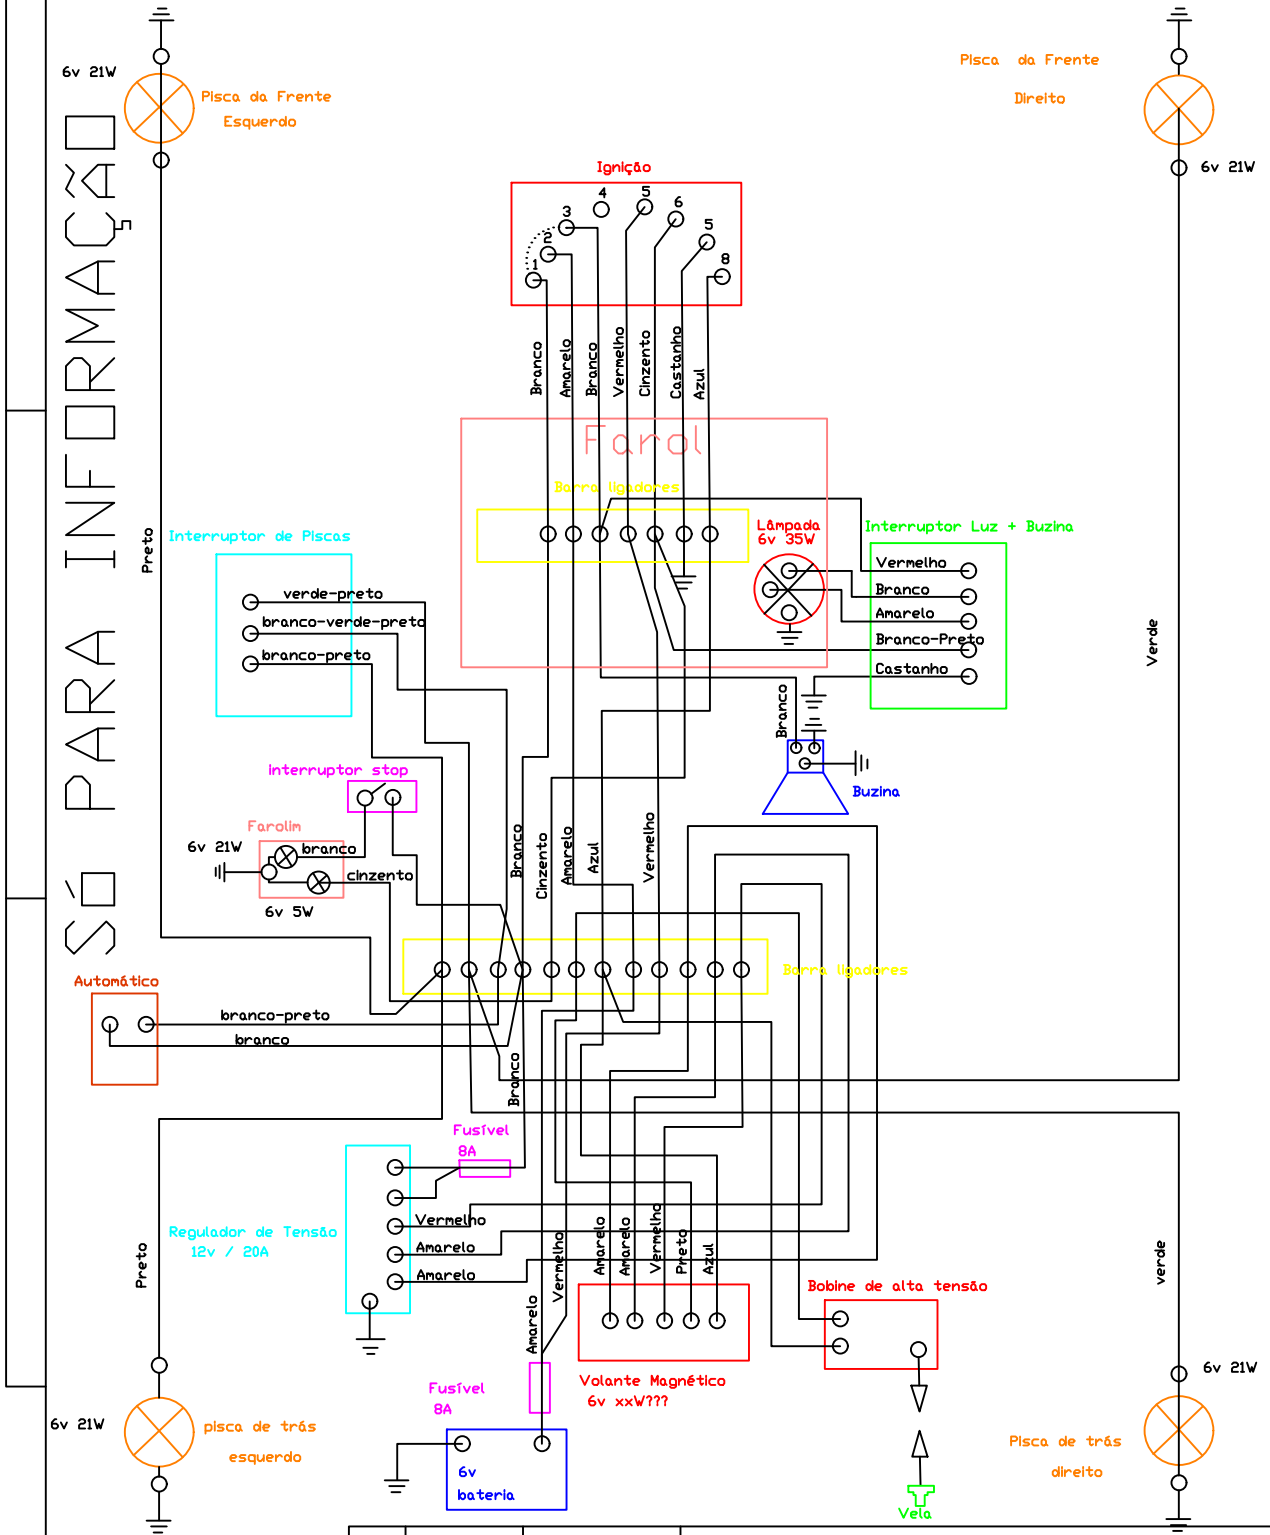 SÓ PARA INFORMAÇÃO
6v 21W
Pisca da Frente
Esquerdo
Pisca da Frente
Direito
6v 21W
Ignição
1
2
3
4
5
6
5
8
Branco
Amarelo
Branco
Vermelho
Cinzento
Castanho
Azul
Farol
Barra ligadores
Lâmpada
6v 35W
Interruptor Luz + Buzina
Vermelho
Branco
Amarelo
Branco-Preto
Castanho
Preto
Interruptor de Piscas
verde-preto
branco-verde-preto
branco-preto
Verde
Branco
Buzina
interruptor stop
Farolim
6v 21W
branco
cinzento
6v 5W
Branco
Cinzento
Amarelo
Azul
Vermelho
Barra ligadores
Automático
branco-preto
branco
Branco
Fusível
8A
Regulador de Tensão
12v / 20A
Vermelho
Amarelo
Amarelo
Preto
Vermelho
Amarelo
Amarelo
Amarelo
Vermelho
Preto
Azul
verde
Bobine de alta tensão
Volante Magnético
6v xxW???
Fusível
8A
6v
bateria
6v 21W
pisca de trás
esquerdo
6v 21W
Pisca de trás
direito
Vela